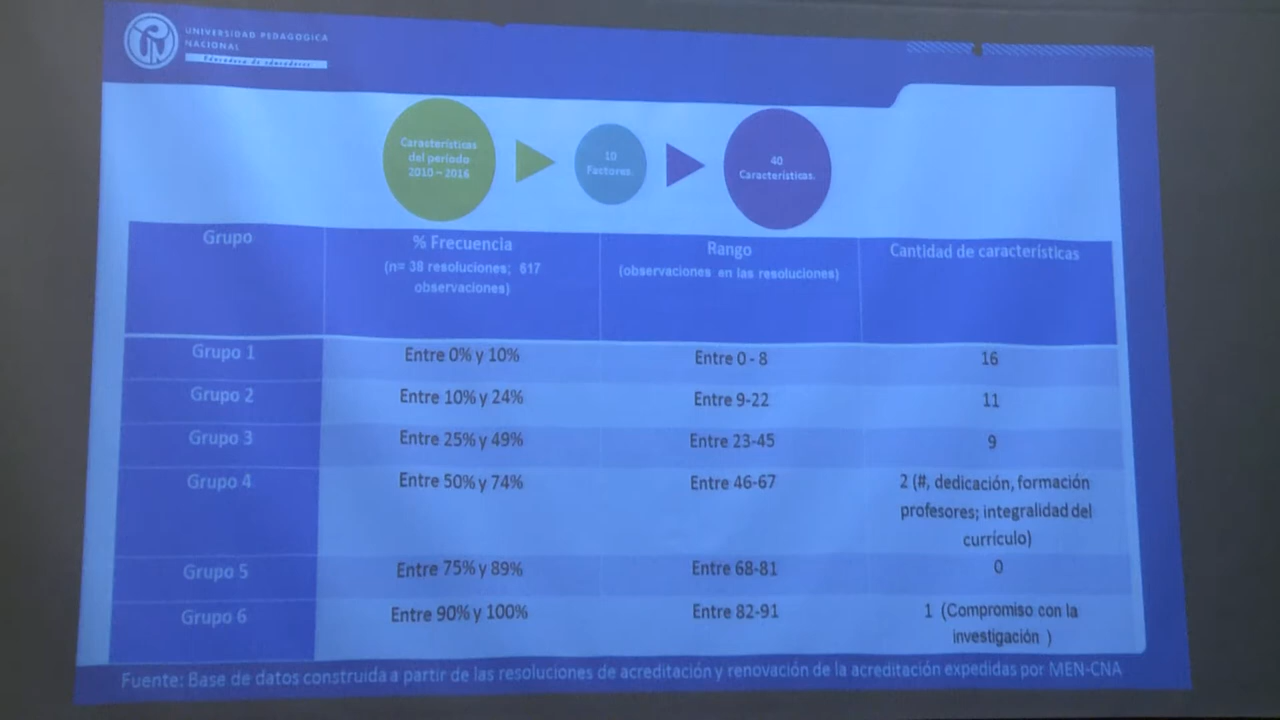 UNIVERSIDAD PEDAGOGICA
NACIONAL
Educadora de educadores
Características
del período
2010 – 2016
10
Factores.
40
Características.
Grupo
% Frecuencia
(n= 38 resoluciones; 617
observaciones)
Rango
(observaciones en las resoluciones)
Cantidad de características
Grupo 1
Entre 0% y 10%
Entre 0 - 8
16
Grupo 2
Entre 10% y 24%
Entre 9-22
11
Grupo 3
Entre 25% y 49%
Entre 23-45
9
Grupo 4
Entre 50% y 74%
Entre 46-67
2 (#, dedicación, formación
profesores; integralidad del
currículo)
Grupo 5
Entre 75% y 89%
Entre 68-81
0
Grupo 6
Entre 90% y 100%
Entre 82-91
1 (Compromiso con la
investigación )
Fuente: Base de datos construida a partir de las resoluciones de acreditación y renovación de la acreditación expedidas por MEN-CNA